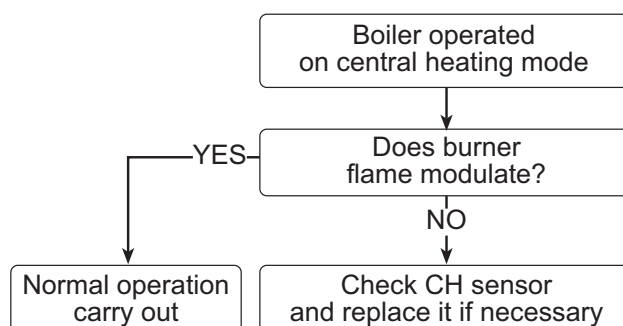 Boiler operated
on central heating mode
YES
Does burner
flame modulate?
NO
Normal operation
carry out
Check CH sensor
and replace it if necessary